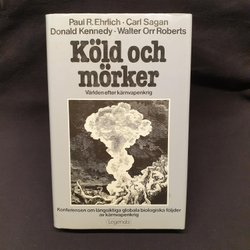 Paul R. Ehrlich · Carl Sagan
Donald Kennedy · Walter Orr Roberts
Köld och
mörker
Världen efter kärnvapenkrig
Konferensen om långsiktiga globala biologiska följder
av kärnvapenkrig
Legenda